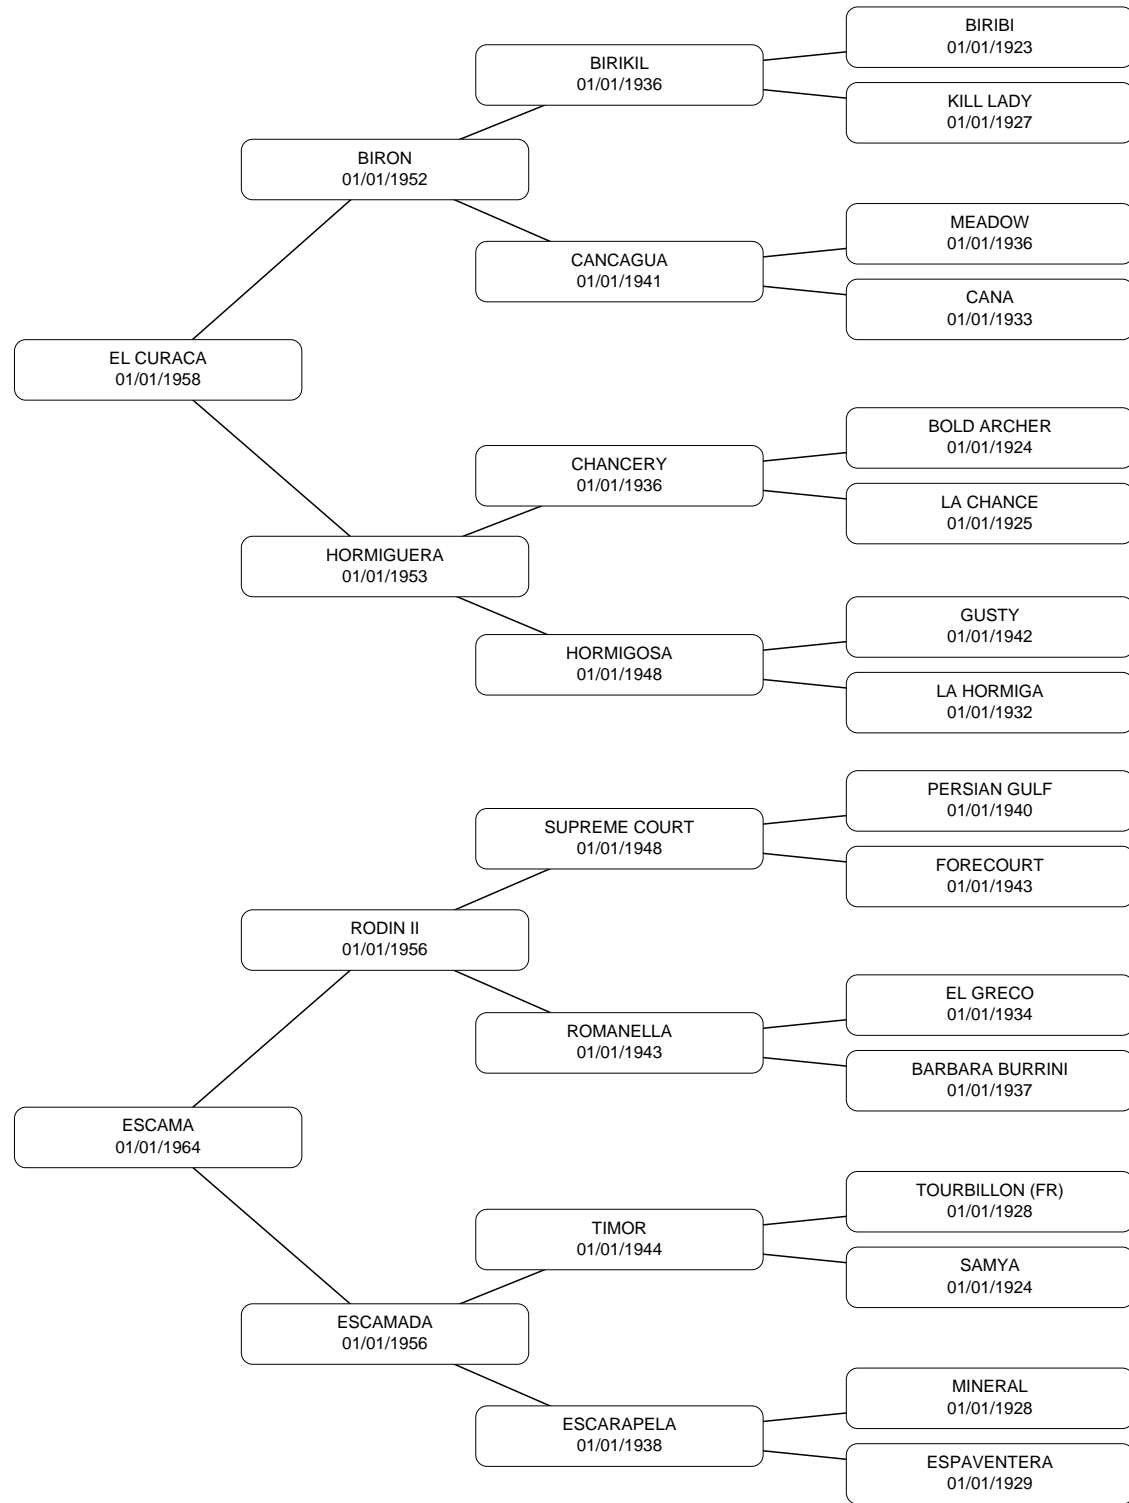 BIRIBI
01/01/1923
BIRIKIL
01/01/1936
KILL LADY
01/01/1927
BIRON
01/01/1952
MEADOW
01/01/1936
CANCAGUA
01/01/1941
CANA
01/01/1933
EL CURACA
01/01/1958
BOLD ARCHER
01/01/1924
CHANCERY
01/01/1936
LA CHANCE
01/01/1925
HORMIGUERA
01/01/1953
GUSTY
01/01/1942
HORMIGOSA
01/01/1948
LA HORMIGA
01/01/1932
PERSIAN GULF
01/01/1940
SUPREME COURT
01/01/1948
FORECOURT
01/01/1943
RODIN II
01/01/1956
EL GRECO
01/01/1934
ROMANELLA
01/01/1943
BARBARA BURRINI
01/01/1937
ESCAMA
01/01/1964
TOURBILLON (FR)
01/01/1928
TIMOR
01/01/1944
SAMYA
01/01/1924
ESCAMADA
01/01/1956
MINERAL
01/01/1928
ESCARAPELA
01/01/1938
ESPAVENTERA
01/01/1929